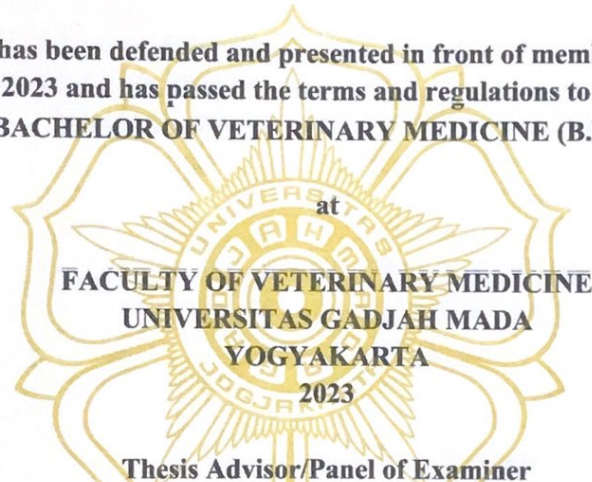 has been defended and presented in front of mem
2023 and has passed the terms and regulations to
BACHELOR OF VETERINARY MEDICINE (B.
UNIVERSITAS
at
FACULTY OF VETERINARY MEDICINE
UNIVERSITAS GADJAH MADA
YOGYAKARTA
2023
Thesis Advisor/Panel of Examiner